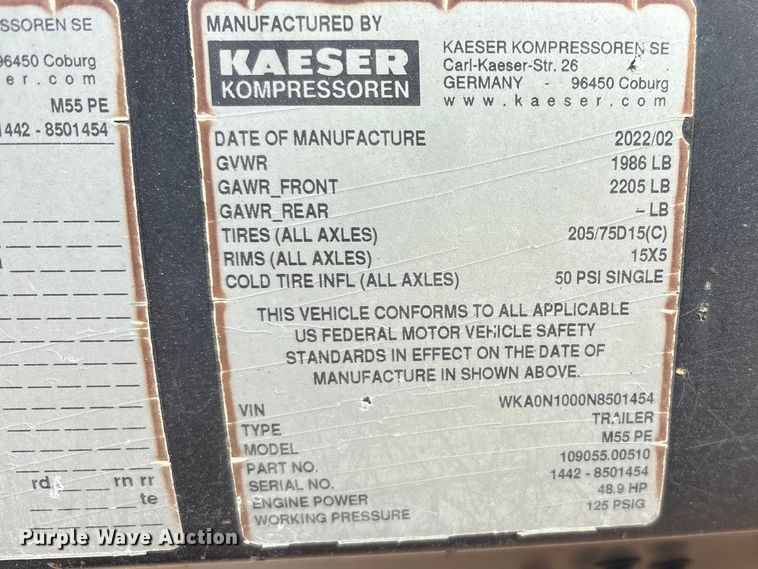 ESSOREN SE
96450 Coburg
er.com
M55 PE
1442 - 8501454
rd rn rr
te
MANUFACTURED BY
KAESER
KOMPRESSOREN
KAESER KOMPRESSOREN SE
Carl-Kaeser-Str. 26
GERMANY - 96450 Coburg
www.kaeser.com
DATE OF MANUFACTURE 2022/02
GVWR 1986 LB
GAWR_FRONT 2205 LB
GAWR_REAR – LB
TIRES (ALL AXLES) 205/75D15(C)
RIMS (ALL AXLES) 15X5
COLD TIRE INFL (ALL AXLES) 50 PSI SINGLE
THIS VEHICLE CONFORMS TO ALL APPLICABLE
US FEDERAL MOTOR VEHICLE SAFETY
STANDARDS IN EFFECT ON THE DATE OF
MANUFACTURE IN SHOWN ABOVE.
VIN WKA0N1000N8501454
TYPE TRAILER
MODEL M55 PE
PART NO. 109055.00510
SERIAL NO. 1442 - 8501454
ENGINE POWER 48.9 HP
WORKING PRESSURE 125 PSIG
Purple Wave Auction